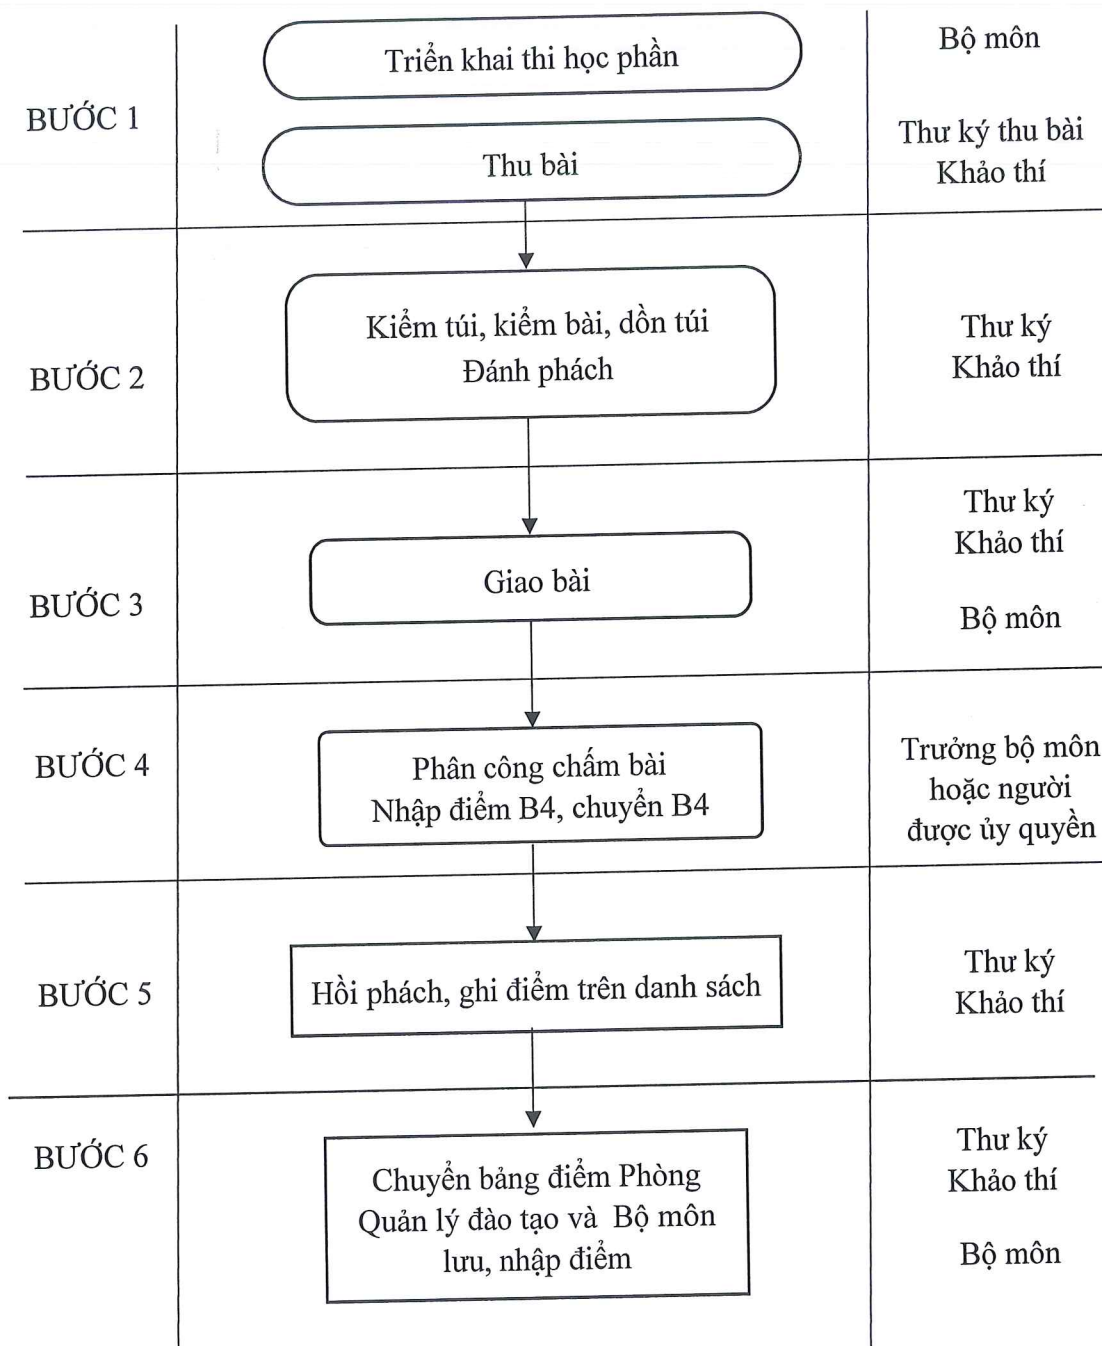 BƯỚC 1
Triển khai thi học phần
Thu bài
Bộ môn
Thư ký thu bài
Khảo thí
BƯỚC 2
Kiểm túi, kiểm bài, dồn túi
Đánh phách
Thư ký
Khảo thí
BƯỚC 3
Giao bài
Thư ký
Khảo thí
Bộ môn
BƯỚC 4
Phân công chấm bài
Nhập điểm B4, chuyển B4
Trưởng bộ môn
hoặc người
được ủy quyền
BƯỚC 5
Hồi phách, ghi điểm trên danh sách
Thư ký
Khảo thí
BƯỚC 6
Chuyển bảng điểm Phòng
Quản lý đào tạo và Bộ môn
lưu, nhập điểm
Thư ký
Khảo thí
Bộ môn